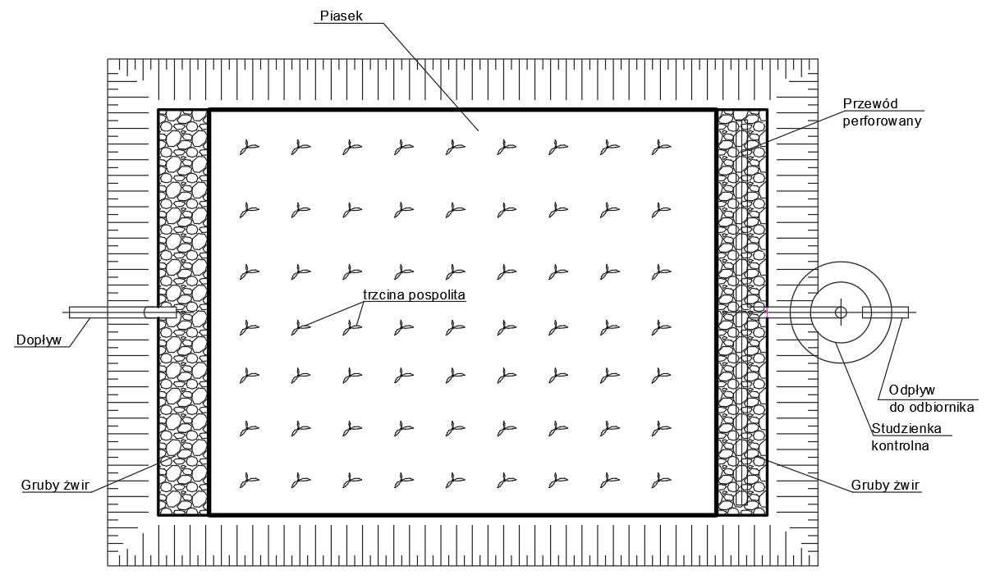 Piasek
Przewód
perforowany
trzcina pospolita
Dopływ
Odpływ
do odbiornika
Studzienka
kontrolna
Gruby żwir
Gruby żwir